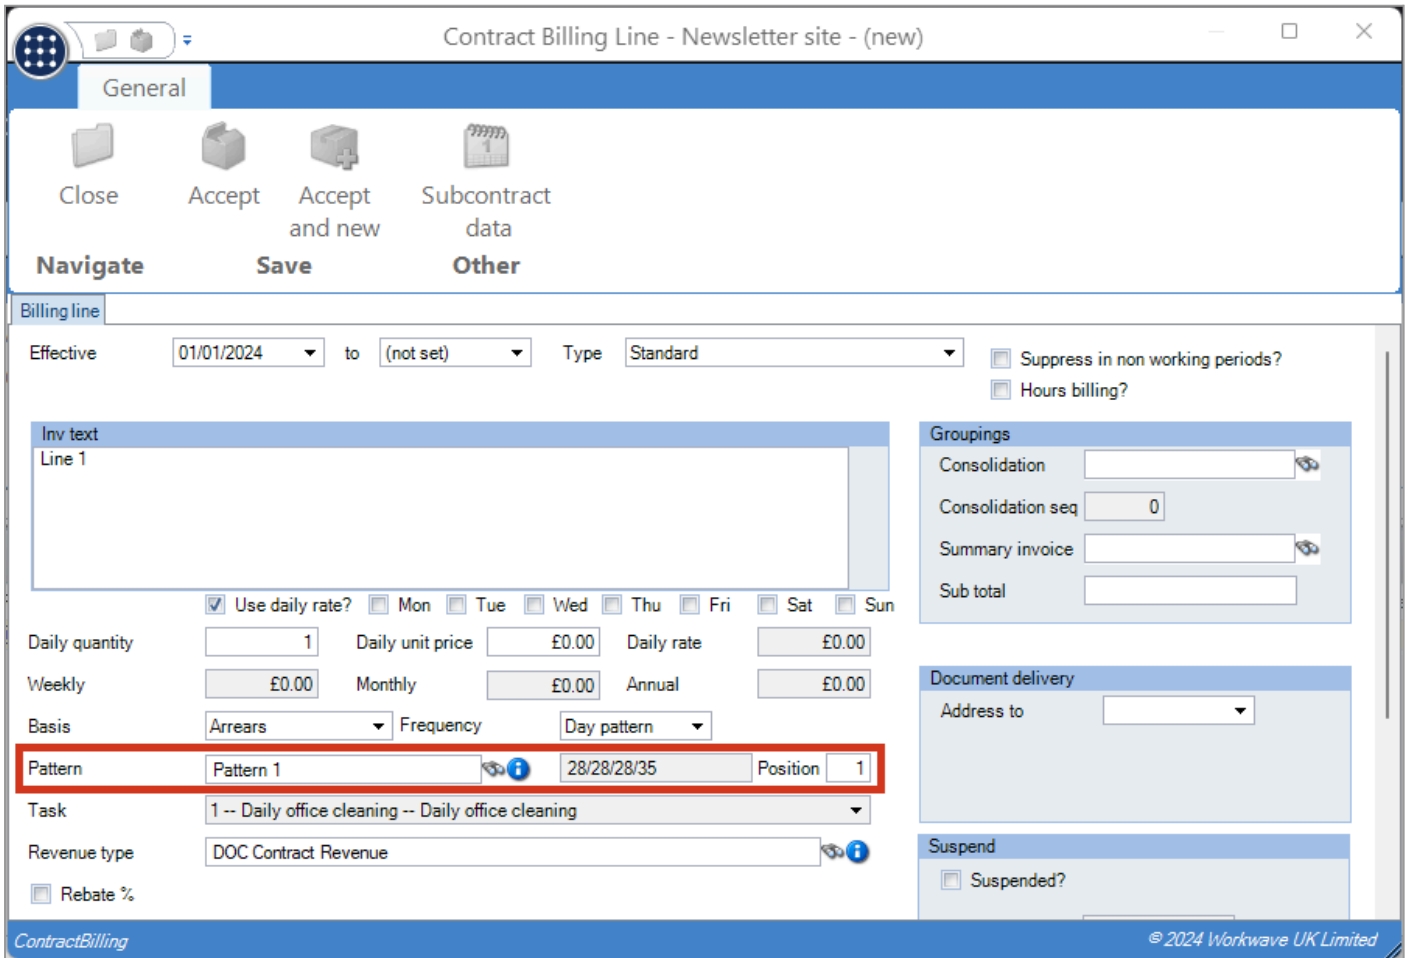 Contract Billing Line - Newsletter site - (new)
General
Close
Accept
Accept and new
Subcontract data
1
Navigate
Save
Other
Billing line
Effective 01/01/2024 to (not set) Type Standard
Suppress in non working periods?
Hours billing?
Inv text
Line 1
Groupings
Consolidation
Consolidation seq 0
Summary invoice
Sub total
Use daily rate? Mon Tue Wed Thu Fri Sat Sun
Daily quantity 1 Daily unit price £0.00 Daily rate £0.00
Weekly £0.00 Monthly £0.00 Annual £0.00
Document delivery
Address to
Basis Arrears Frequency Day pattern
Pattern Pattern 1 28/28/28/35 Position 1
Task 1 -- Daily office cleaning -- Daily office cleaning
Revenue type DOC Contract Revenue
Suspend
Suspended?
Rebate %
ContractBilling
© 2024 Workwave UK Limited